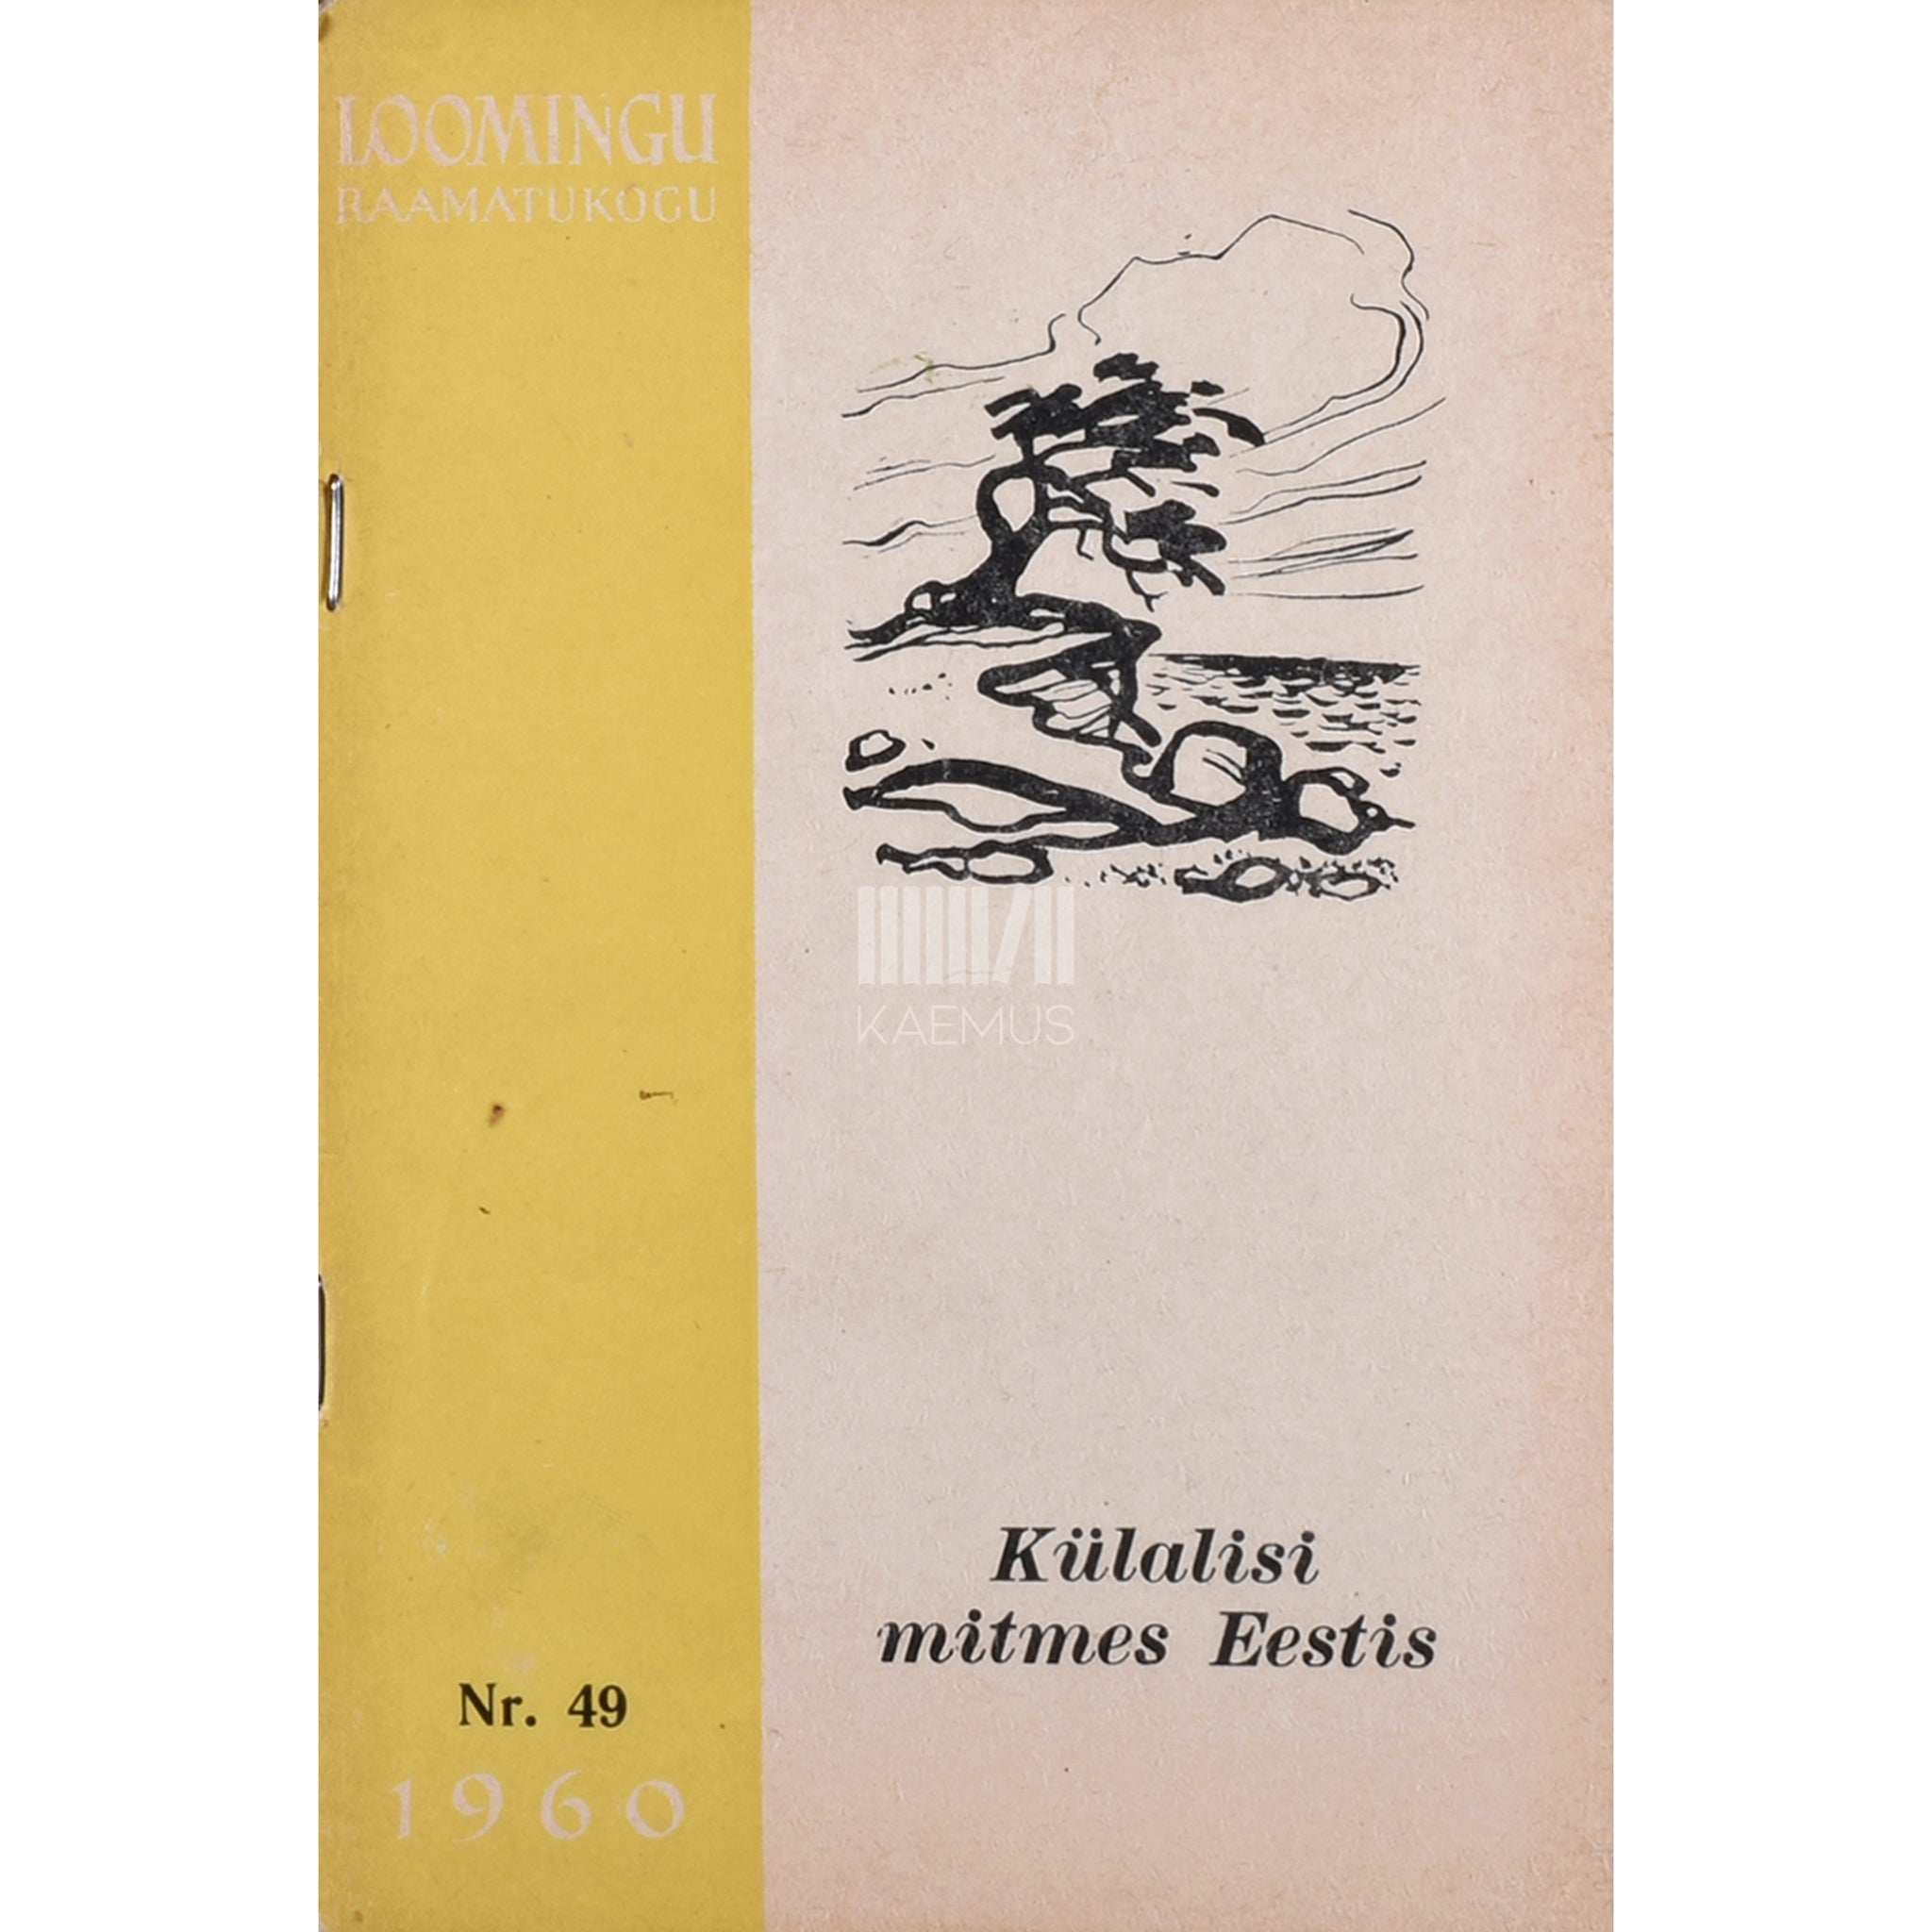 LOOMINGU
RAAMATUKOGU
KAEMUS
Külalisi
mitmes Eestis
Nr. 49
1960